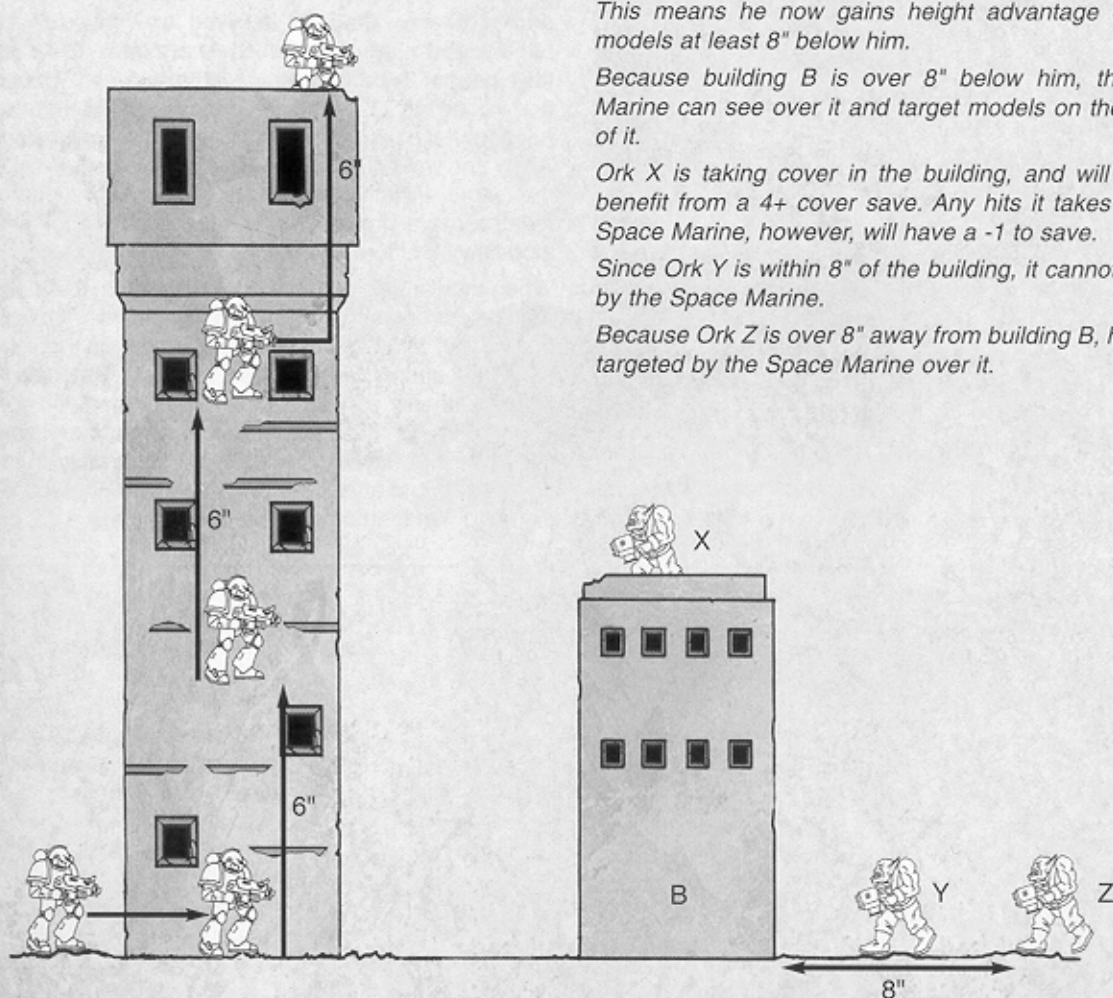 This means he now gains height advantage
models at least 8" below him.
Because building B is over 8" below him,
Marine can see over it and target models on
of it.
Ork X is taking cover in the building, and will
benefit from a 4+ cover save. Any hits it takes
Space Marine, however, will have a -1 to save.
Since Ork Y is within 8" of the building, it cannot
by the Space Marine.
Because Ork Z is over 8" away from building B,
targeted by the Space Marine over it.
6"
6"
X
6"
B
Y
Z
8"